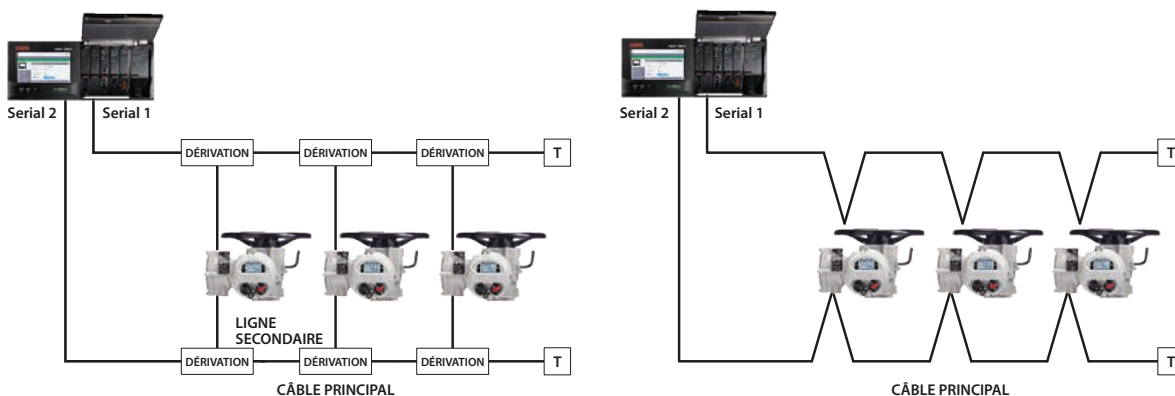 Serial 2
Serial 1
DÉRIVATION
DÉRIVATION
DÉRIVATION
T
LIGNE
SECONDAIRE
DÉRIVATION
DÉRIVATION
DÉRIVATION
T
CÂBLE PRINCIPAL
Serial 2
Serial 1
T
T
CÂBLE PRINCIPAL